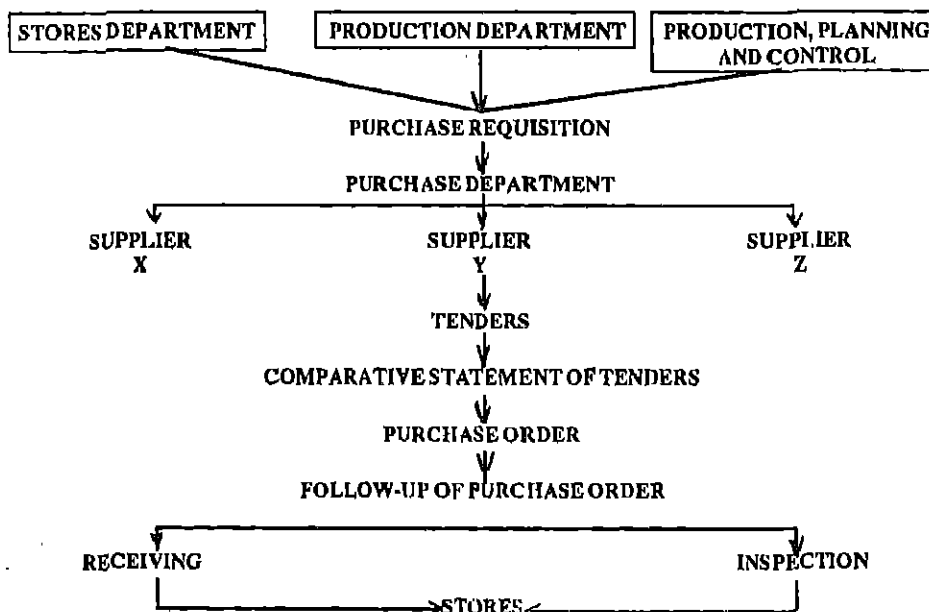 STORES DEPARTMENT
PRODUCTION DEPARTMENT
PRODUCTION, PLANNING
AND CONTROL
PURCHASE REQUISITION
PURCHASE DEPARTMENT
SUPPLIER
X
SUPPLIER
Y
SUPPLIER
Z
TENDERS
COMPARATIVE STATEMENT OF TENDERS
PURCHASE ORDER
FOLLOW-UP OF PURCHASE ORDER
RECEIVING
INSPECTION
STORES